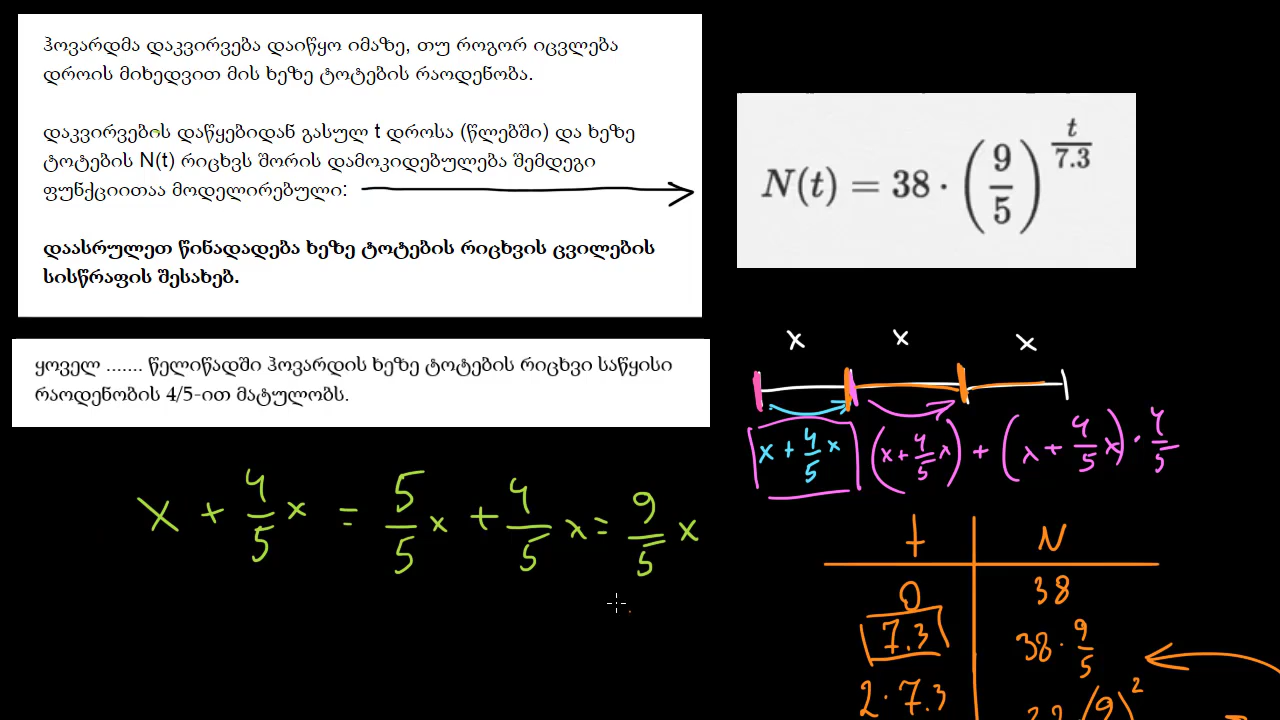 ჰოვარდმა დაკვირვება დაიწყო იმაზე, თუ როგორ იცვლება
დროის მიხედვით მის ხეზე ტოტების რაოდენობა.
დაკვირვების დაწყებიდან გასულ t დროსა (წლებში) და ხეზე
ტოტების N(t) რიცხვს შორის დამოკიდებულება შემდეგი
ფუნქციითაა მოდელირებული:
დაასრულეთ წინადადება ხეზე ტოტების რიცხვის ცვილების
სისწრაფის შესახებ.
N(t) = 38 · (9/5)^(t/7.3)
ყოველ ....... წელიწადში ჰოვარდის ხეზე ტოტების რიცხვი საწყისი
რაოდენობის 4/5-ით მატულობს.
x x x
x + 4/5 x (x + 4/5 x) + (x + 4/5 x) · 4/5
x + 4/5 x = 5/5 x + 4/5 x = 9/5 x
t N
0 38
7.3 38 · 9/5
2 · 7.3